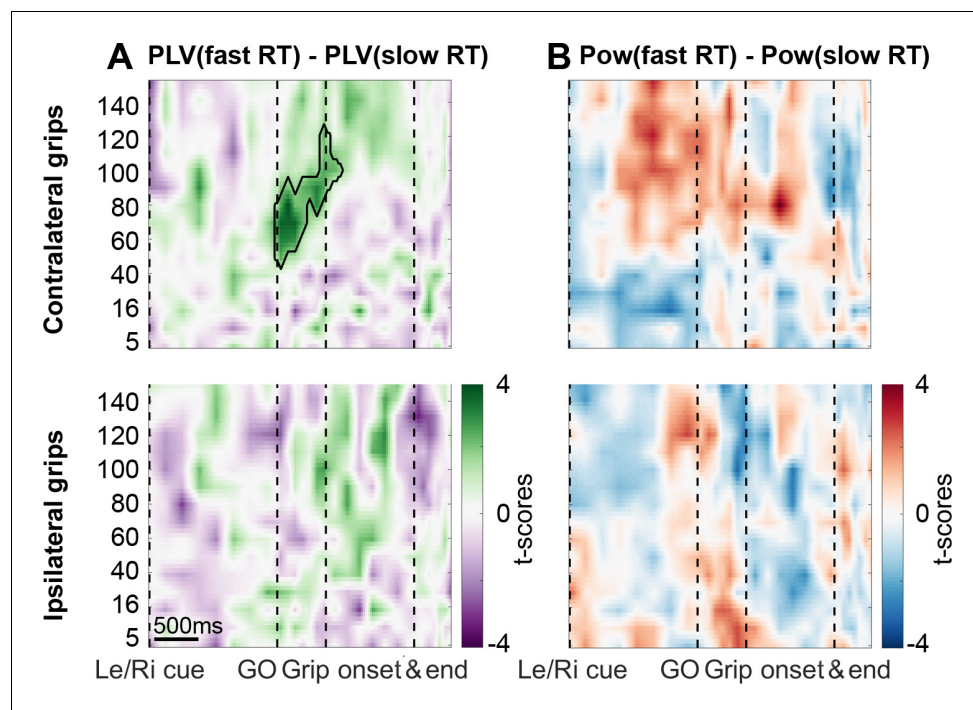 A PLV(fast RT) - PLV(slow RT)
B Pow(fast RT) - Pow(slow RT)
Contralateral grips
140
120
100
80
60
40
16
5
Ipsilateral grips
140
120
100
80
60
40
16
5
500ms
4
0
-4
t-scores
4
0
-4
t-scores
Le/Ri cue GO Grip onset & end
Le/Ri cue GO Grip onset & end